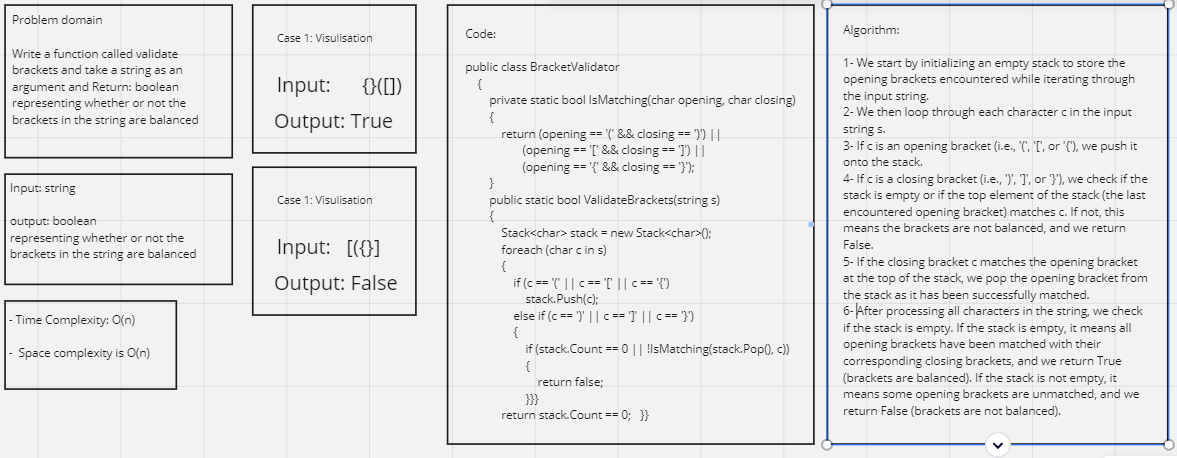 Problem domain
Write a function called validate
brackets and take a string as an
argument and Return: boolean
representing whether or not the
brackets in the string are balanced
Input: string
output: boolean
representing whether or not the
brackets in the string are balanced
- Time Complexity: O(n)
- Space complexity is O(n)
Case 1: Visulisation
Input: {}([])
Output: True
Case 1: Visulisation
Input: [({}]
Output: False
Code:
public class BracketValidator
{
private static bool IsMatching(char opening, char closing)
{
return (opening == '(' && closing == ')') ||
(opening == '[' && closing == ']') ||
(opening == '{' && closing == '}');
}
public static bool ValidateBrackets(string s)
{
Stack<char> stack = new Stack<char>();
foreach (char c in s)
{
if (c == '(' || c == '[' || c == '{')
stack.Push(c);
else if (c == ')' || c == ']' || c == '}')
{
if (stack.Count == 0 || !IsMatching(stack.Pop(), c))
{
return false;
}}}
return stack.Count == 0; }}
Algorithm:
1- We start by initializing an empty stack to store the
opening brackets encountered while iterating through
the input string.
2- We then loop through each character c in the input
string s.
3- If c is an opening bracket (i.e., '(', '[', or '{'), we push it
onto the stack.
4- If c is a closing bracket (i.e., ')', ']', or '}'), we check if the
stack is empty or if the top element of the stack (the last
encountered opening bracket) matches c. If not, this
means the brackets are not balanced, and we return
False.
5- If the closing bracket c matches the opening bracket
at the top of the stack, we pop the opening bracket from
the stack as it has been successfully matched.
6- After processing all characters in the string, we check
if the stack is empty. If the stack is empty, it means all
opening brackets have been matched with their
corresponding closing brackets, and we return True
(brackets are balanced). If the stack is not empty, it
means some opening brackets are unmatched, and we
return False (brackets are not balanced).